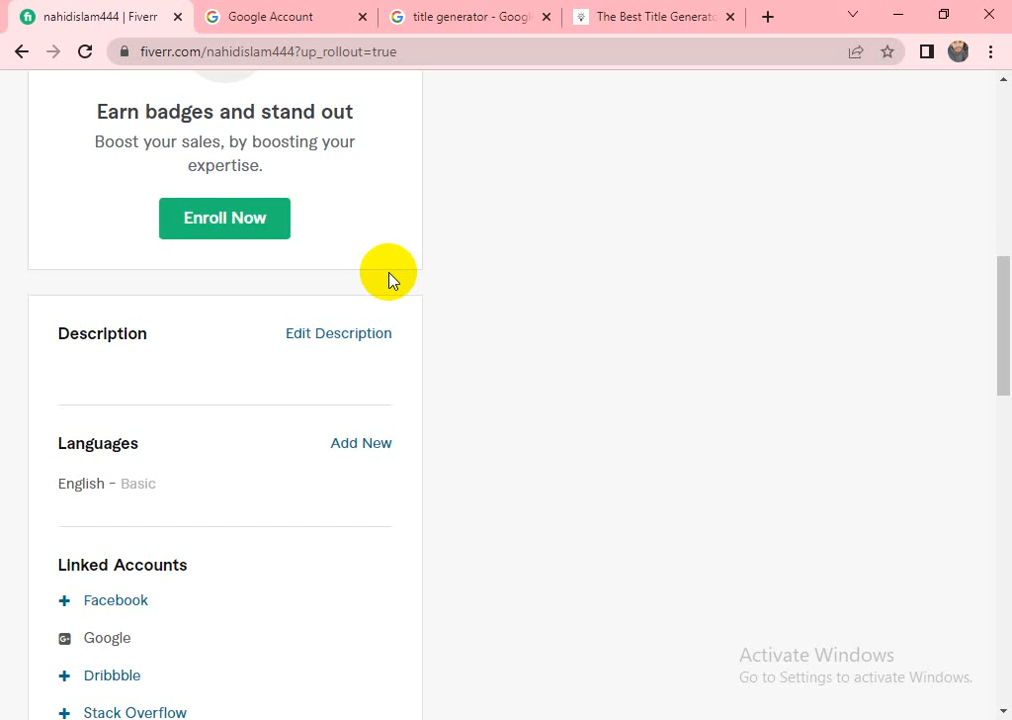 nahidislam444 | Fiverr
Google Account
title generator - Goog
The Best Title Generato
fiverr.com/nahidislam444?up_rollout=true
Earn badges and stand out
Boost your sales, by boosting your
expertise.
Enroll Now
Description
Edit Description
Languages
Add New
English - Basic
Linked Accounts
Facebook
Google
Dribbble
Stack Overflow
Activate Windows
Go to Settings to activate Windows.